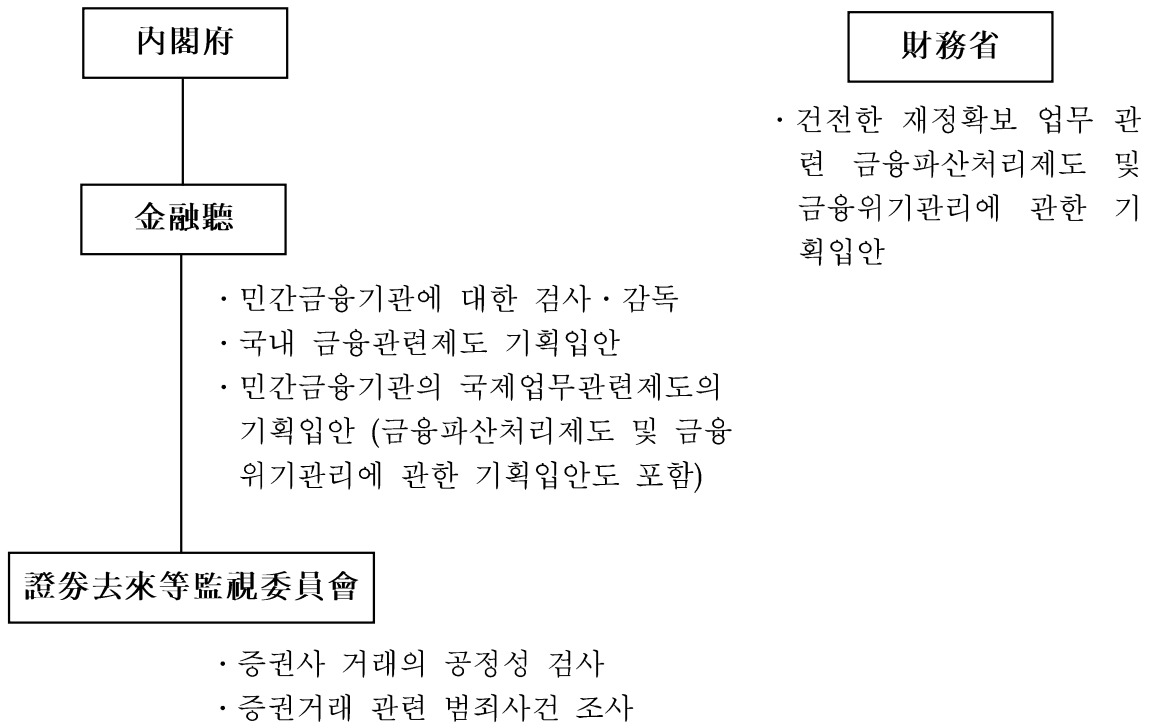 内閣府
財務省
· 건전한 재정확보 업무 관
련 금융파산처리제도 및
금융위기관리에 관한 기
획입안
金融聽
· 민간금융기관에 대한 검사 · 감독
· 국내 금융관련제도 기획입안
· 민간금융기관의 국제업무관련제도의
기획입안 (금융파산처리제도 및 금융
위기관리에 관한 기획입안도 포함)
證券去來等監視委員會
· 증권사 거래의 공정성 검사
· 증권거래 관련 범죄사건 조사